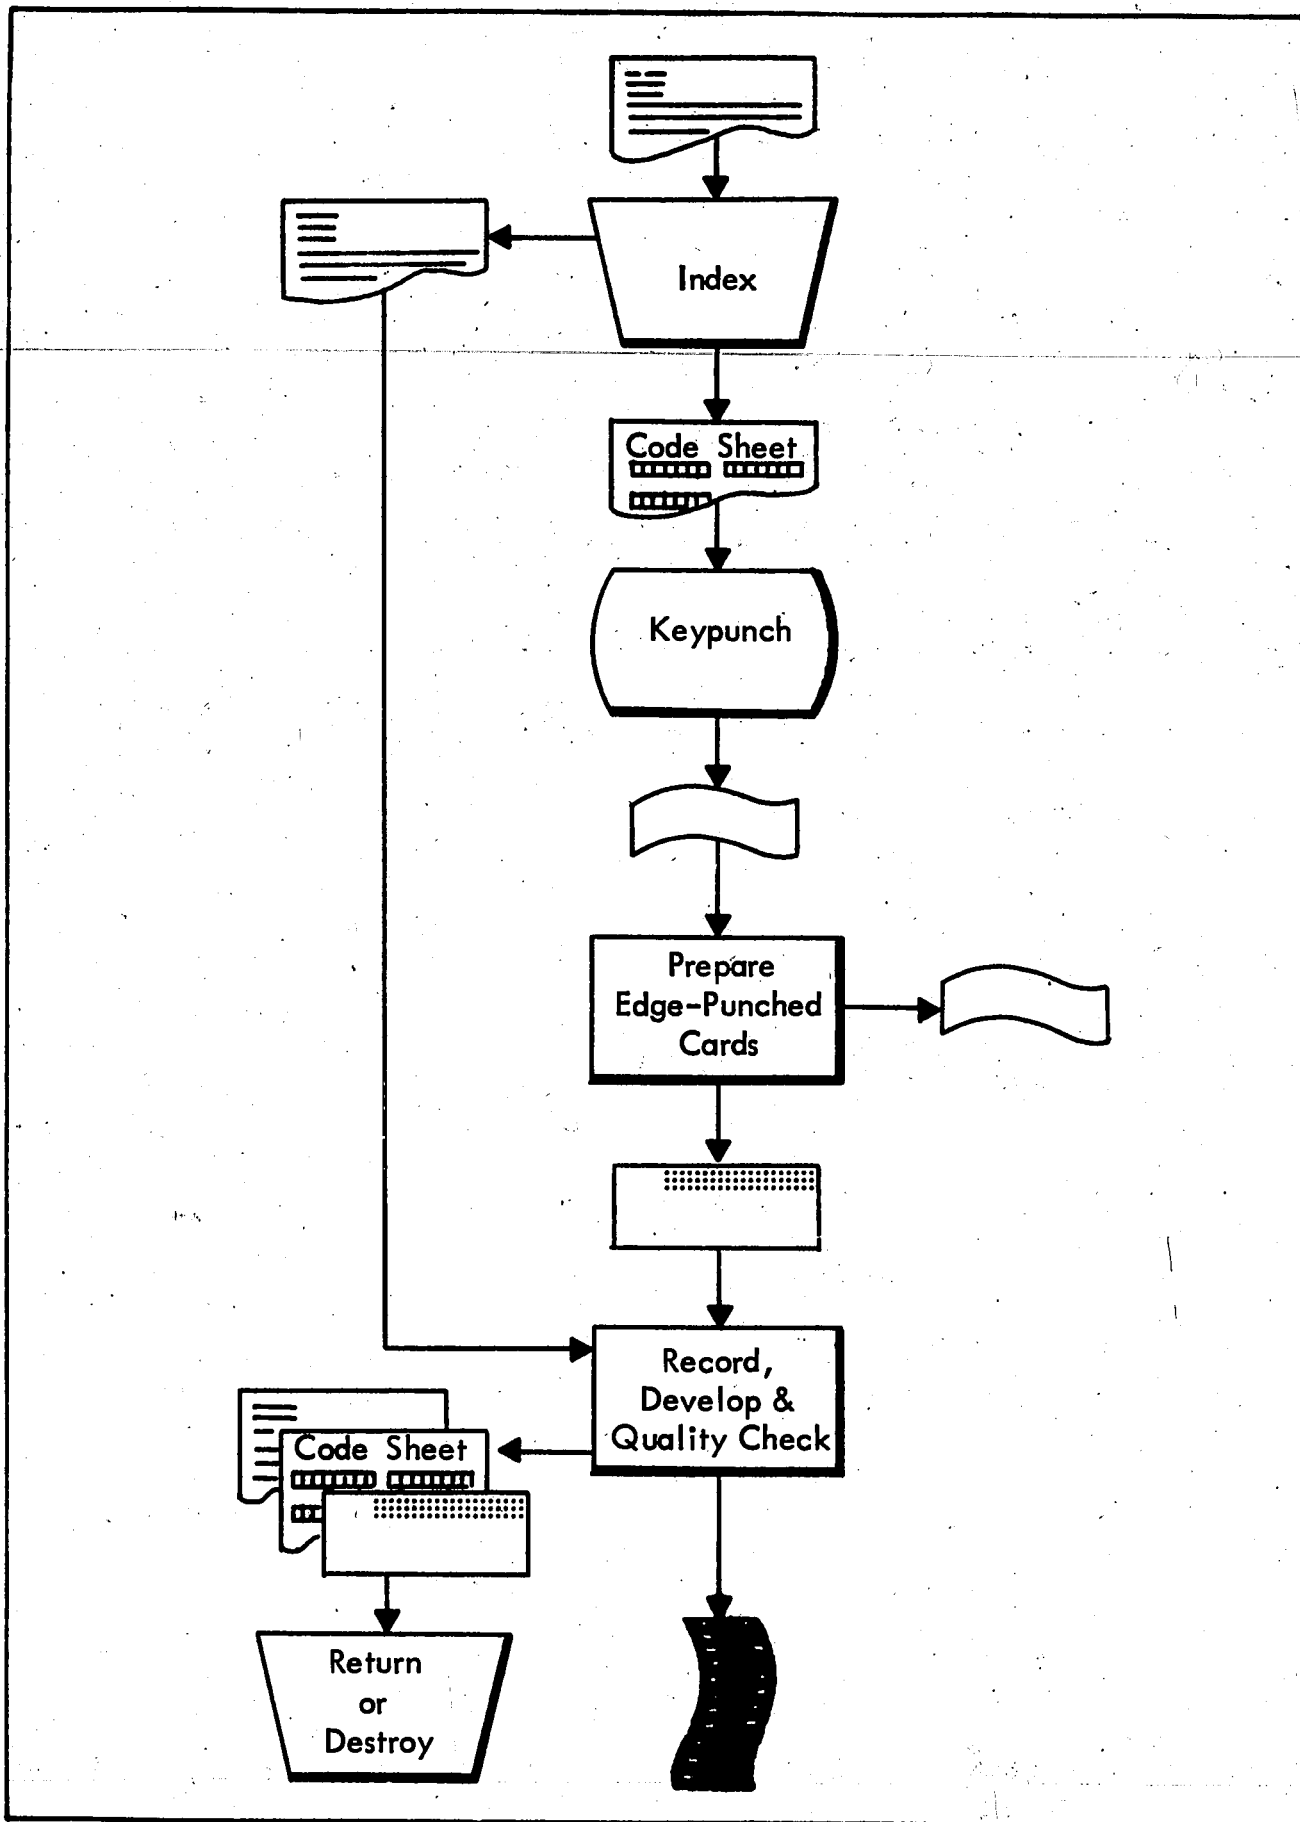 Index
Code Sheet
Keypunch
Prepare
Edge-Punched
Cards
Record,
Develop &
Quality Check
Code Sheet
Return
or
Destroy